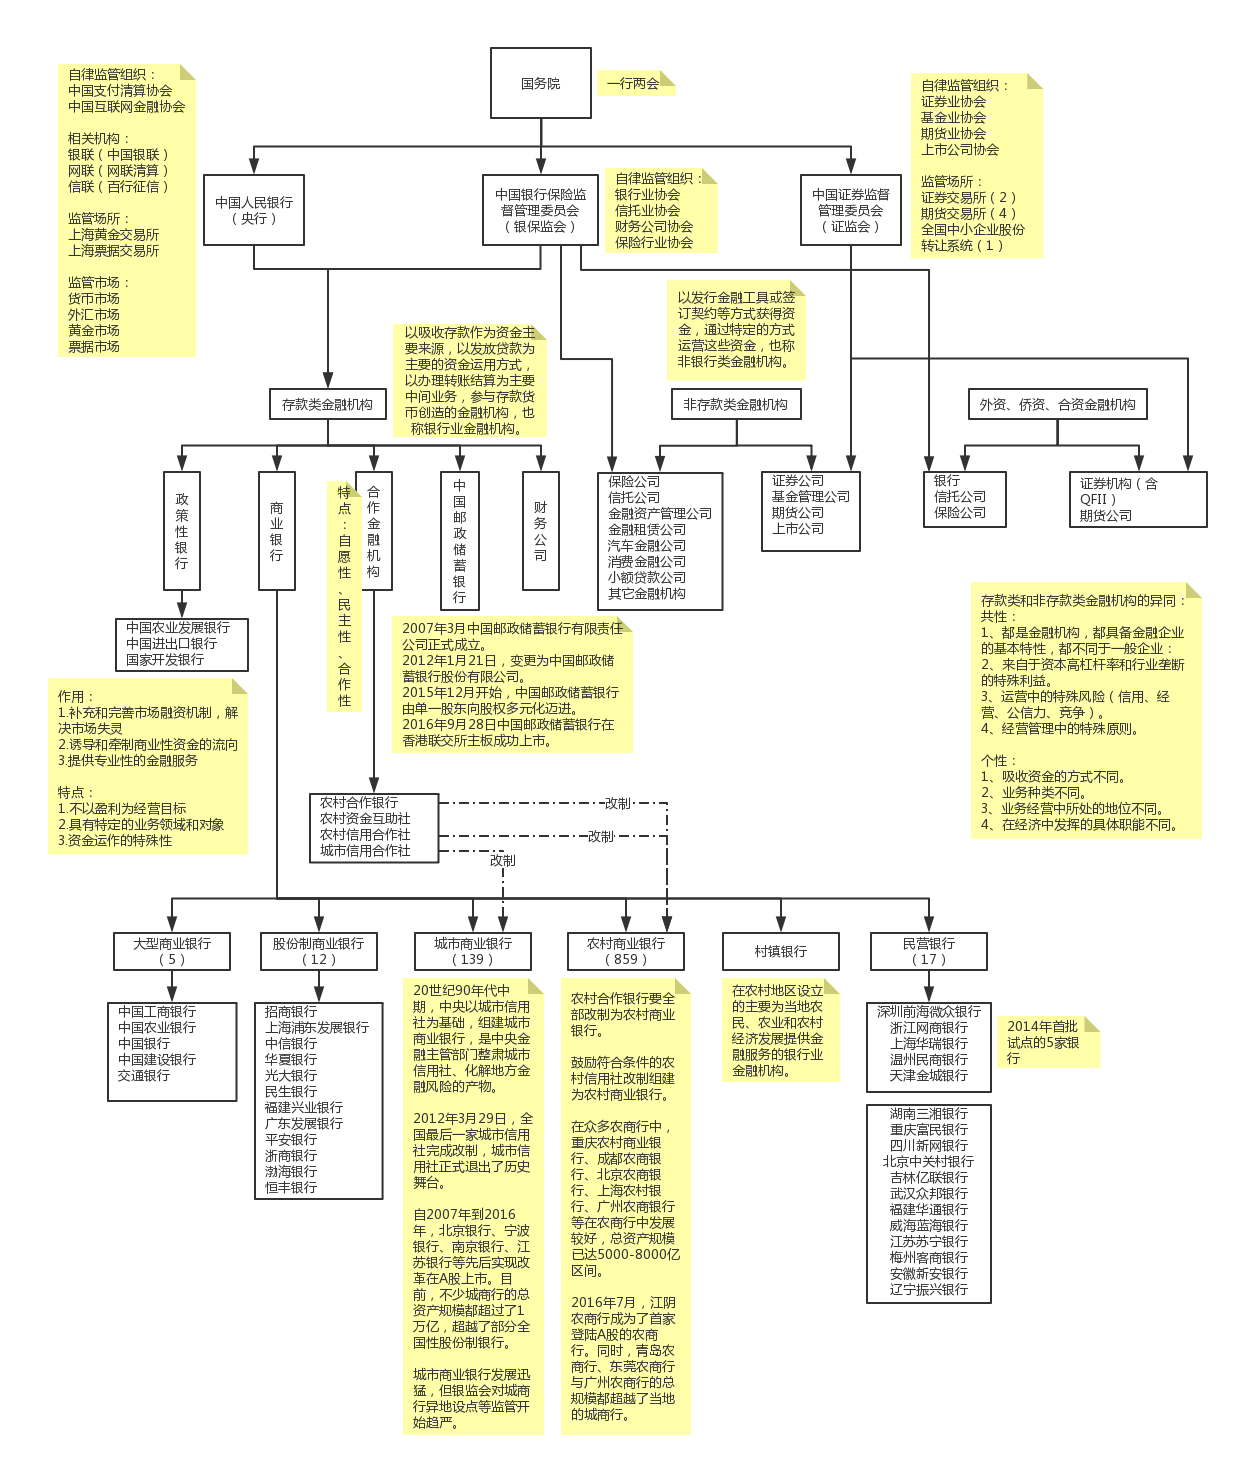 国务院
一行两会
自律监管组织：
中国支付清算协会
中国互联网金融协会
相关机构：
银联（中国银联）
网联（网联清算）
信联（百行征信）
监管场所：
上海黄金交易所
上海票据交易所
监管市场：
货币市场
外汇市场
黄金市场
票据市场
中国人民银行
（央行）
中国银行保险监
督管理委员会
（银保监会）
自律监管组织：
银行业协会
信托业协会
财务公司协会
保险行业协会
中国证券监督
管理委员会
（证监会）
自律监管组织：
证券业协会
基金业协会
期货业协会
上市公司协会
监管场所：
证券交易所（2）
期货交易所（4）
全国中小企业股份
转让系统（1）
存款类金融机构
以吸收存款作为资金主
要来源，以发放贷款为
主要的资金运用方式，
以办理转账结算为主要
中间业务，参与存款货
币创造的金融机构，也
称银行业金融机构。
以发行金融工具或签
订契约等方式获得资
金，通过特定的方式
运营这些资金，也称
非银行类金融机构。
非存款类金融机构
外资、侨资、合资金融机构
政策性银行
商业银行
特点：自愿性、民主性、合作性
合作金融机构
中国邮政储蓄银行
财务公司
保险公司
信托公司
金融资产管理公司
金融租赁公司
汽车金融公司
消费金融公司
小额贷款公司
其它金融机构
证券公司
基金管理公司
期货公司
上市公司
银行
信托公司
保险公司
证券机构（含
QFII）
期货公司
中国农业发展银行
中国进出口银行
国家开发银行
作用：
1.补充和完善市场融资机制，解
决市场失灵
2.诱导和牵制商业性资金的流向
3.提供专业性的金融服务
特点：
1.不以盈利为经营目标
2.具有特定的业务领域和对象
3.资金运作的特殊性
2007年3月中国邮政储蓄银行有限责任
公司正式成立。
2012年1月21日，变更为中国邮政储
蓄银行股份有限公司。
2015年12月开始，中国邮政储蓄银行
由单一股东向股权多元化迈进。
2016年9月28日中国邮政储蓄银行在
香港联交所主板成功上市。
存款类和非存款类金融机构的异同：
共性：
1、都是金融机构，都具备金融企业
的基本特性，都不同于一般企业：
2、来自于资本高杠杆率和行业垄断
的特殊利益。
3、运营中的特殊风险（信用、经
营、公信力、竞争）。
4、经营管理中的特殊原则。
个性：
1、吸收资金的方式不同。
2、业务种类不同。
3、业务经营中所处的地位不同。
4、在经济中发挥的具体职能不同。
农村合作银行
农村资金互助社
农村信用合作社
城市信用合作社
改制
改制
改制
大型商业银行
（5）
股份制商业银行
（12）
城市商业银行
（139）
农村商业银行
（859）
村镇银行
民营银行
（17）
中国工商银行
中国农业银行
中国银行
中国建设银行
交通银行
招商银行
上海浦东发展银行
中信银行
华夏银行
光大银行
民生银行
福建兴业银行
广东发展银行
平安银行
浙商银行
渤海银行
恒丰银行
20世纪90年代中
期，中央以城市信用
社为基础，组建城市
商业银行，是中央金
融主管部门整肃城市
信用社、化解地方金
融风险的产物。
2012年3月29日，全
国最后一家城市信用
社完成改制，城市信
用社正式退出了历史
舞台。
自2007年到2016
年，北京银行、宁波
银行、南京银行、江
苏银行等先后实现改
革在A股上市。目
前，不少城商行的总
资产规模都超过了1
万亿，超越了部分全
国性股份制银行。
城市商业银行发展迅
猛，但银监会对城商
行异地设点等监管开
始趋严。
农村合作银行要全
部改制为农村商业
银行。
鼓励符合条件的农
村信用社改制组建
为农村商业银行。
在众多农商行中，
重庆农村商业银
行、成都农商银
行、北京农商银
行、上海农村银
行、广州农商银行
等在农商行中发展
较好，总资产规模
已达5000-8000亿
区间。
2016年7月，江阴
农商行成为了首家
登陆A股的农商
行。同时，青岛农
商行、东莞农商行
与广州农商行的总
规模都超越了当地
的城商行。
在农村地区设立
的主要为当地农
民、农业和农村
经济发展提供金
融服务的银行业
金融机构。
深圳前海微众银行
浙江网商银行
上海华瑞银行
温州民商银行
天津金城银行
2014年首批
试点的5家银
行
湖南三湘银行
重庆富民银行
四川新网银行
北京中关村银行
吉林亿联银行
武汉众邦银行
福建华通银行
威海蓝海银行
江苏苏宁银行
梅州客商银行
安徽新安银行
辽宁振兴银行